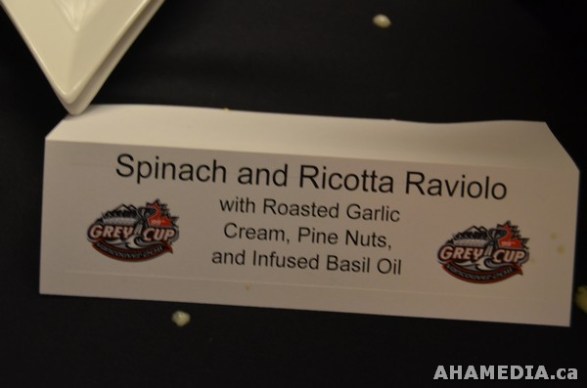 Spinach and Ricotta Raviolo
with Roasted Garlic
Cream, Pine Nuts,
and Infused Basil Oil
GREY CUP
GREY CUP
AHAMEDIA.ca